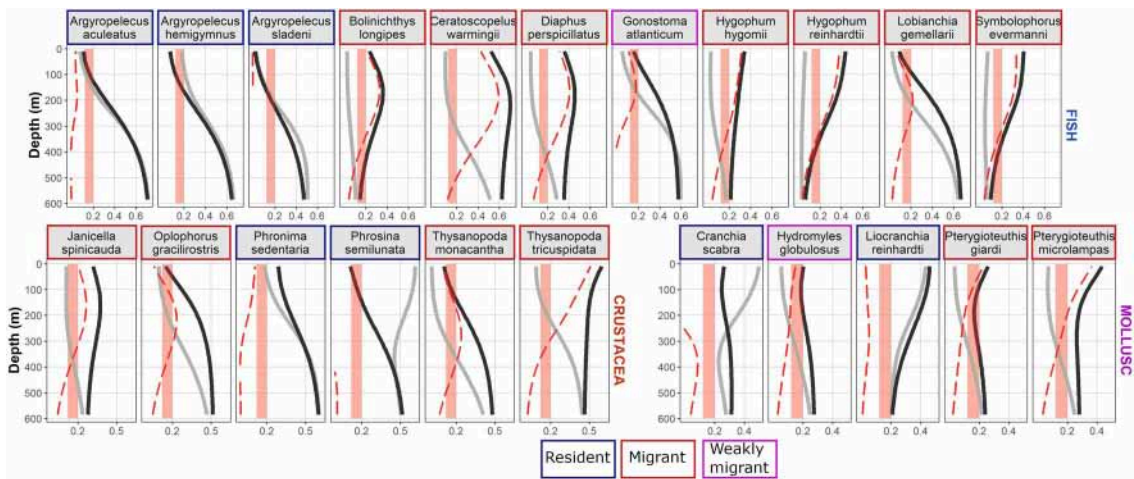 Argyropelecus aculeatus
Argyropelecus hemigymnus
Argyropelecus sladeni
Bolinichthys longipes
Ceratoscopelus warmingii
Diaphus perspicillatus
Gonostoma atlanticum
Hygophum hygomii
Hygophum reinhardtii
Lobianchia gemellarii
Symbolophorus evermanni
Depth (m)
0
100
200
300
400
500
600
0.2 0.4 0.6
0.2 0.4 0.6
0.2 0.4 0.6
0.2 0.4 0.6
0.2 0.4 0.6
0.2 0.4 0.6
0.2 0.4 0.6
0.2 0.4 0.6
0.2 0.4 0.6
0.2 0.4 0.6
0.2 0.4 0.6
FISH
Janicella spinicauda
Oplophorus gracilirostris
Phronima sedentaria
Phrosina semilunata
Thysanopoda monacantha
Thysanopoda tricuspidata
Cranchia scabra
Hydromyles globulosus
Liocranchia reinhardti
Pterygioteuthis giardi
Pterygioteuthis microlampas
Depth (m)
0
100
200
300
400
500
600
0.2 0.5
0.2 0.5
0.2 0.5
0.2 0.5
0.2 0.5
0.2 0.5
CRUSTACEA
0
100
200
300
400
500
600
0.2 0.4
0.2 0.4
0.2 0.4
0.2 0.4
0.2 0.4
MOLLUSC
Resident
Migrant
Weakly
migrant